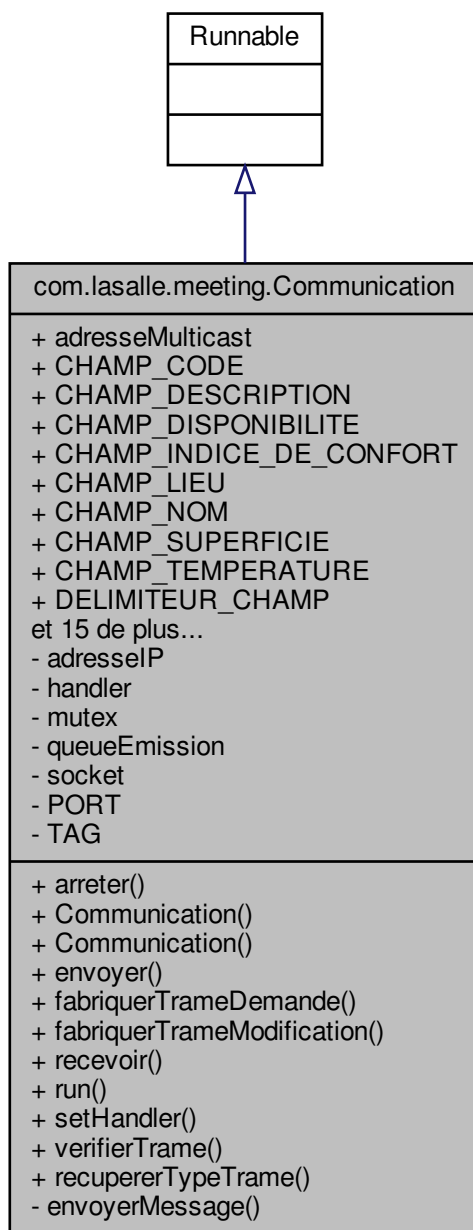 Runnable
com.lasalle.meeting.Communication
+ adresseMulticast
+ CHAMP_CODE
+ CHAMP_DESCRIPTION
+ CHAMP_DISPONIBILITE
+ CHAMP_INDICE_DE_CONFORT
+ CHAMP_LIEU
+ CHAMP_NOM
+ CHAMP_SUPERFICIE
+ CHAMP_TEMPERATURE
+ DELIMITEUR_CHAMP
et 15 de plus...
- adresseIP
- handler
- mutex
- queueEmission
- socket
- PORT
- TAG
+ arreter()
+ Communication()
+ Communication()
+ envoyer()
+ fabriquerTrameDemande()
+ fabriquerTrameModification()
+ recevoir()
+ run()
+ setHandler()
+ verifierTrame()
+ recupererTypeTrame()
- envoyerMessage()